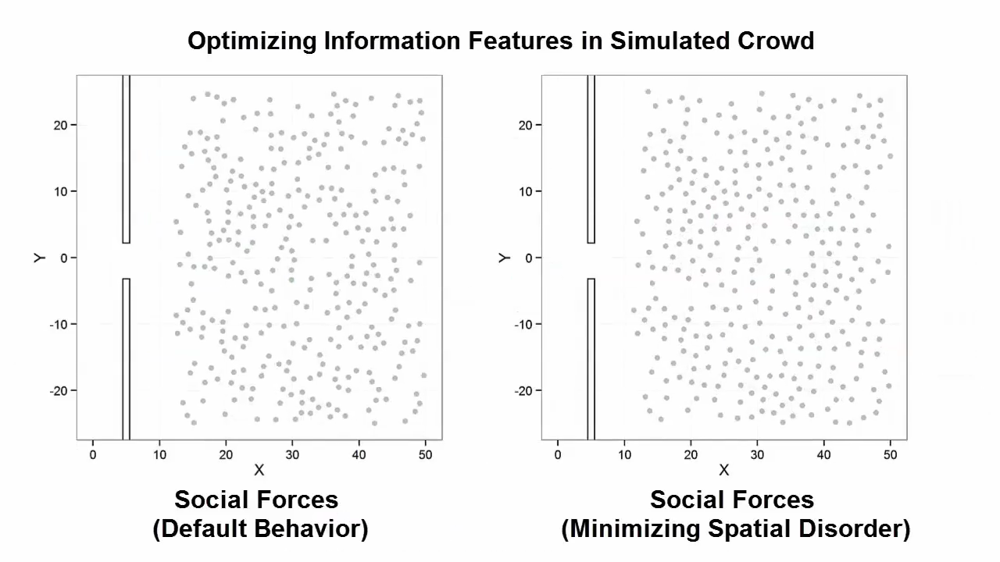 Optimizing Information Features in Simulated Crowd
20
10
0
-10
-20
Y
0 10 20 30 40 50
X
20
10
0
-10
-20
Y
0 10 20 30 40 50
X
Social Forces
(Default Behavior)
Social Forces
(Minimizing Spatial Disorder)